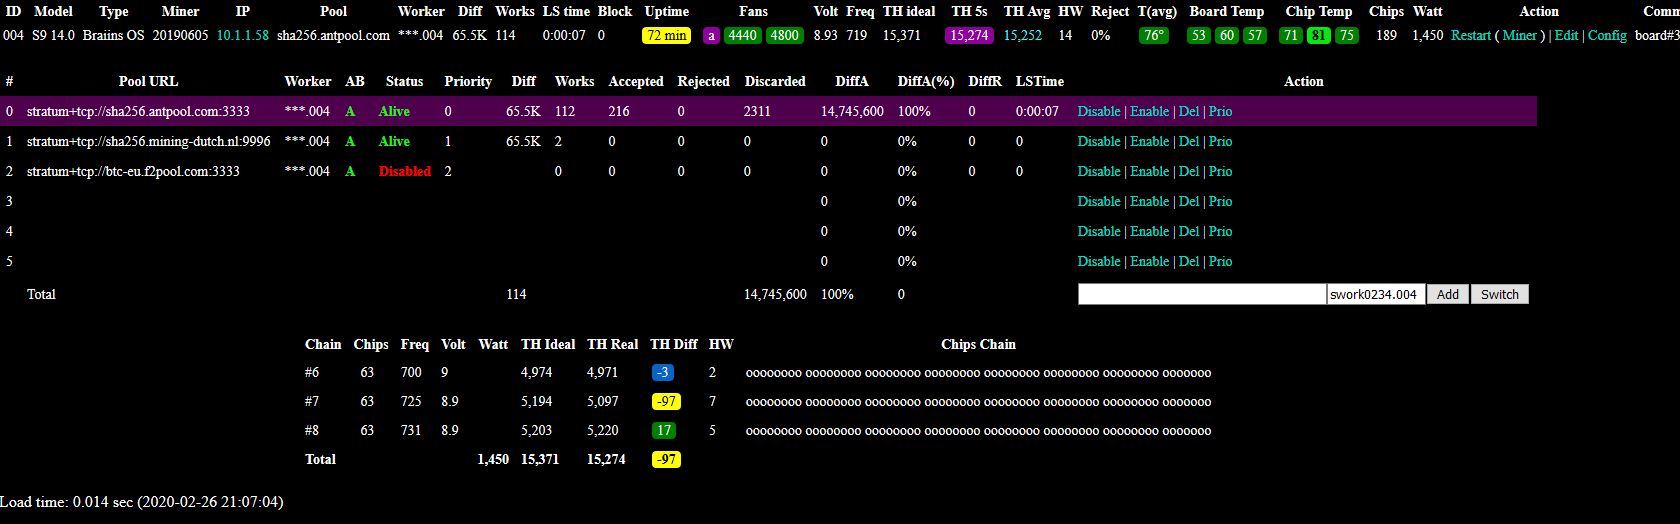 ID Model Type Miner IP Pool Worker Diff Works LS time Block Uptime Fans Volt Freq TH ideal TH 5s TH Avg HW Reject T(avg) Board Temp Chip Temp Chips Watt Action Comm
004 S9 14.0 Braiins OS 20190605 10.1.1.58 sha256.antpool.com ***.004 65.5K 114 0:00:07 0 72 min a 4440 4800 8.93 719 15,371 15,274 15,252 14 0% 76° 53 60 57 71 81 75 189 1,450 Restart ( Miner ) | Edit | Config board#3
# Pool URL Worker AB Status Priority Diff Works Accepted Rejected Discarded DiffA DiffA(%) DiffR LSTime Action
0 stratum+tcp://sha256.antpool.com:3333 ***.004 A Alive 0 65.5K 112 216 0 2311 14,745,600 100% 0 0:00:07 Disable | Enable | Del | Prio
1 stratum+tcp://sha256.mining-dutch.nl:9996 ***.004 A Alive 1 65.5K 2 0 0 0 0 0% 0 0 Disable | Enable | Del | Prio
2 stratum+tcp://btc-eu.f2pool.com:3333 ***.004 A Disabled 2 0 0 0 0 0 0% 0 0 Disable | Enable | Del | Prio
3 0 0% Disable | Enable | Del | Prio
4 0 0% Disable | Enable | Del | Prio
5 0 0% Disable | Enable | Del | Prio
Total 114 14,745,600 100% 0 swork0234.004 Add Switch
Chain Chips Freq Volt Watt TH Ideal TH Real TH Diff HW Chips Chain
#6 63 700 9 4,974 4,971 -3 2 oooooooo oooooooo oooooooo oooooooo oooooooo oooooooo oooooooo ooooooo
#7 63 725 8.9 5,194 5,097 -97 7 oooooooo oooooooo oooooooo oooooooo oooooooo oooooooo oooooooo ooooooo
#8 63 731 8.9 5,203 5,220 17 5 oooooooo oooooooo oooooooo oooooooo oooooooo oooooooo oooooooo ooooooo
Total 1,450 15,371 15,274 -97
Load time: 0.014 sec (2020-02-26 21:07:04)